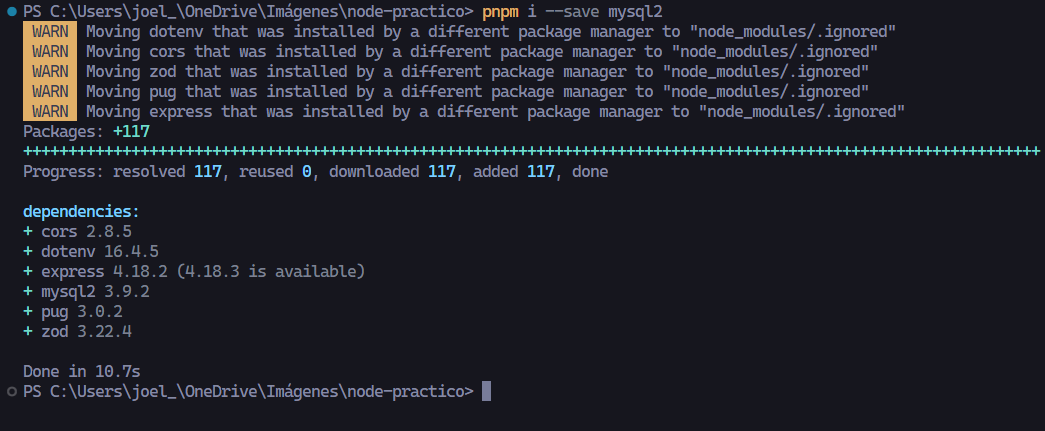 PS C:\Users\joel_\OneDrive\Imágenes\node-practico> pnpm i --save mysql2
WARN Moving dotenv that was installed by a different package manager to "node_modules/.ignored"
WARN Moving cors that was installed by a different package manager to "node_modules/.ignored"
WARN Moving zod that was installed by a different package manager to "node_modules/.ignored"
WARN Moving pug that was installed by a different package manager to "node_modules/.ignored"
WARN Moving express that was installed by a different package manager to "node_modules/.ignored"
Packages: +117
+++++++++++++++++++++++++++++++++++++++++++++++++++++++++++++++++++++++++++++++++++++++++++++++++++++++++++++++++
Progress: resolved 117, reused 0, downloaded 117, added 117, done
dependencies:
+ cors 2.8.5
+ dotenv 16.4.5
+ express 4.18.2 (4.18.3 is available)
+ mysql2 3.9.2
+ pug 3.0.2
+ zod 3.22.4
Done in 10.7s
PS C:\Users\joel_\OneDrive\Imágenes\node-practico>